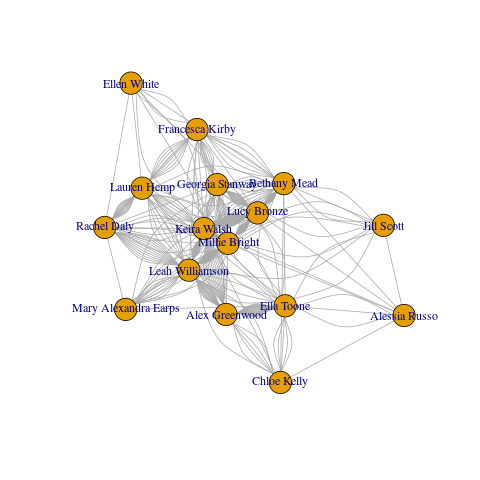 Ellen White
Francesca Kirby
Lauren Hemp
Georgia Stanway
Bethany Mead
Lucy Bronze
Rachel Daly
Keira Walsh
Jill Scott
Millie Bright
Leah Williamson
Mary Alexandra Earps
Alex Greenwood
Ella Toone
Alessia Russo
Chloe Kelly